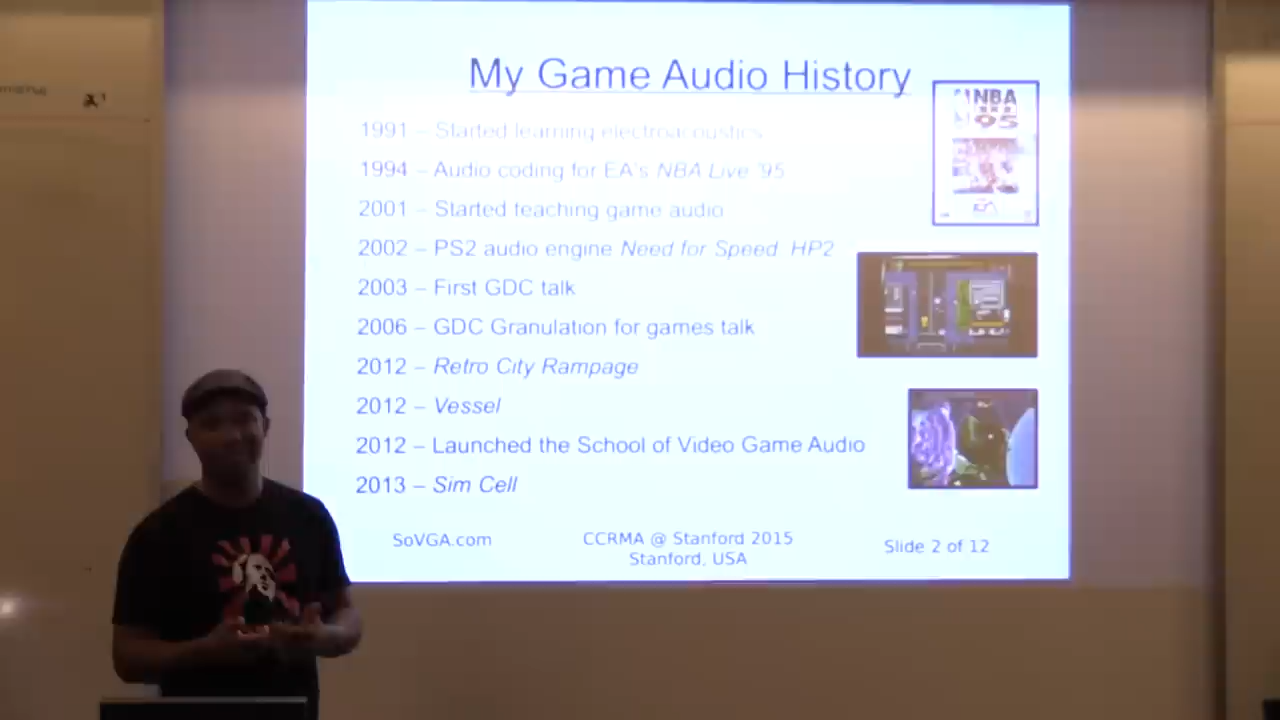 My Game Audio History
1991 – Started learning electroacoustics
1994 – Audio coding for EA's NBA Live '95
2001 – Started teaching game audio
2002 – PS2 audio engine Need for Speed HP2
2003 – First GDC talk
2006 – GDC Granulation for games talk
2012 – Retro City Rampage
2012 – Vessel
2012 – Launched the School of Video Game Audio
2013 – Sim Cell
NBA
95
EA
SoVGA.com
CCRMA @ Stanford 2015
Stanford, USA
Slide 2 of 12